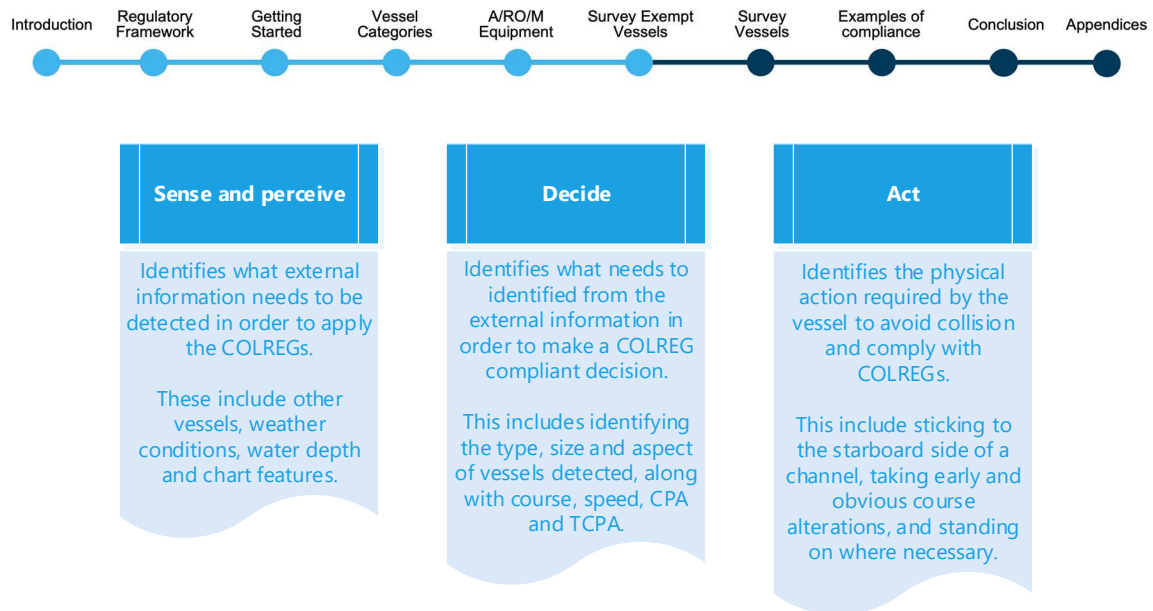 Introduction
Regulatory
Framework
Getting
Started
Vessel
Categories
A/RO/M
Equipment
Survey Exempt
Vessels
Survey
Vessels
Examples of
compliance
Conclusion
Appendices
Sense and perceive
Identifies what external
information needs to be
detected in order to apply
the COLREGs.
These include other
vessels, weather
conditions, water depth
and chart features.
Decide
Identifies what needs to
identified from the
external information in
order to make a COLREG
compliant decision.
This includes identifying
the type, size and aspect
of vessels detected, along
with course, speed, CPA
and TCPA.
Act
Identifies the physical
action required by the
vessel to avoid collision
and comply with
COLREGs.
This include sticking to
the starboard side of a
channel, taking early and
obvious course
alterations, and standing
on where necessary.